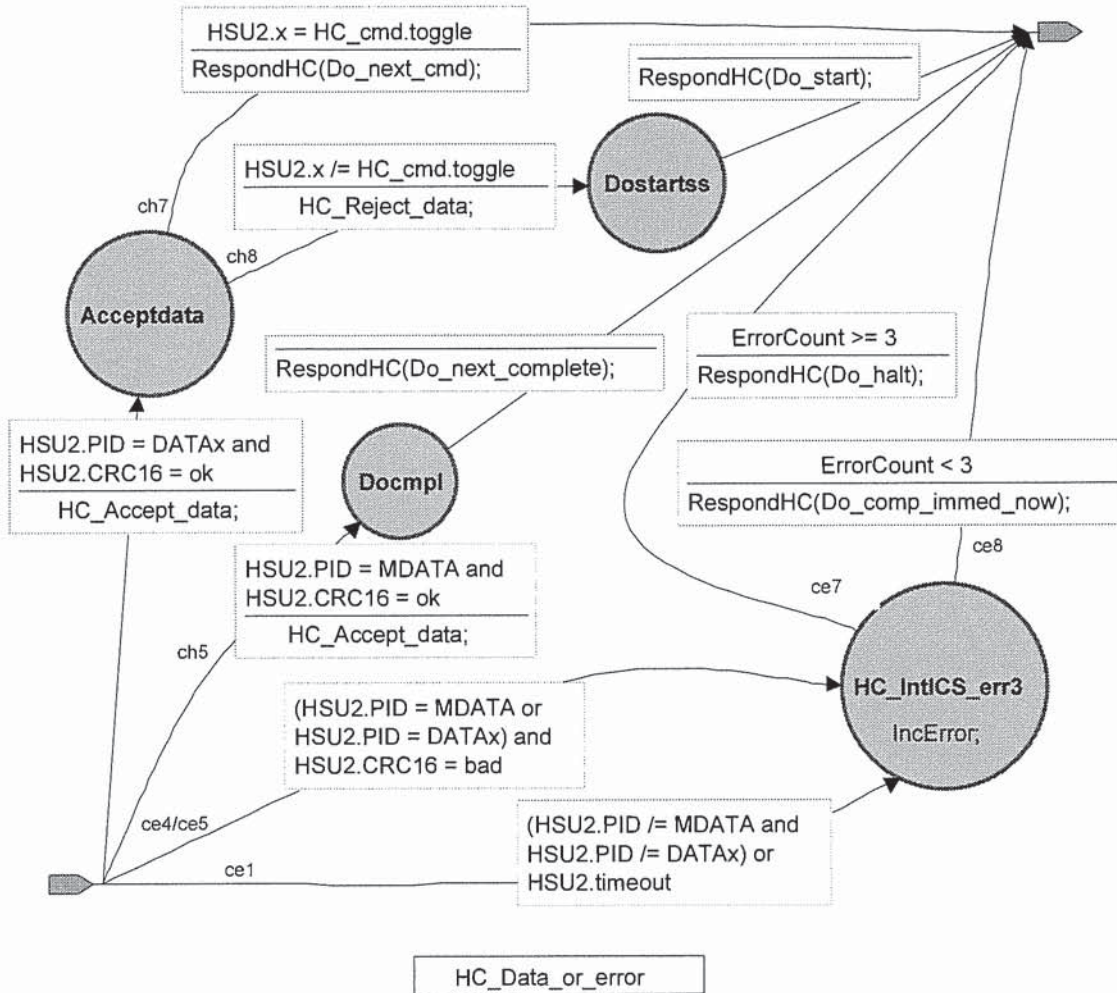 HSU2.x = HC_cmd.toggle
RespondHC(Do_next_cmd);
RespondHC(Do_start);
HSU2.x /= HC_cmd.toggle
HC_Reject_data;
Dostartss
ch7
ch8
Acceptdata
RespondHC(Do_next_complete);
ErrorCount >= 3
RespondHC(Do_halt);
HSU2.PID = DATAx and
HSU2.CRC16 = ok
HC_Accept_data;
Docmpl
ErrorCount < 3
RespondHC(Do_comp_immed_now);
HSU2.PID = MDATA and
HSU2.CRC16 = ok
HC_Accept_data;
ce8
ce7
ch5
HC_IntlCS_err3
IncError;
(HSU2.PID = MDATA or
HSU2.PID = DATAx) and
HSU2.CRC16 = bad
ce4/ce5
(HSU2.PID /= MDATA and
HSU2.PID /= DATAx) or
HSU2.timeout
ce1
HC_Data_or_error